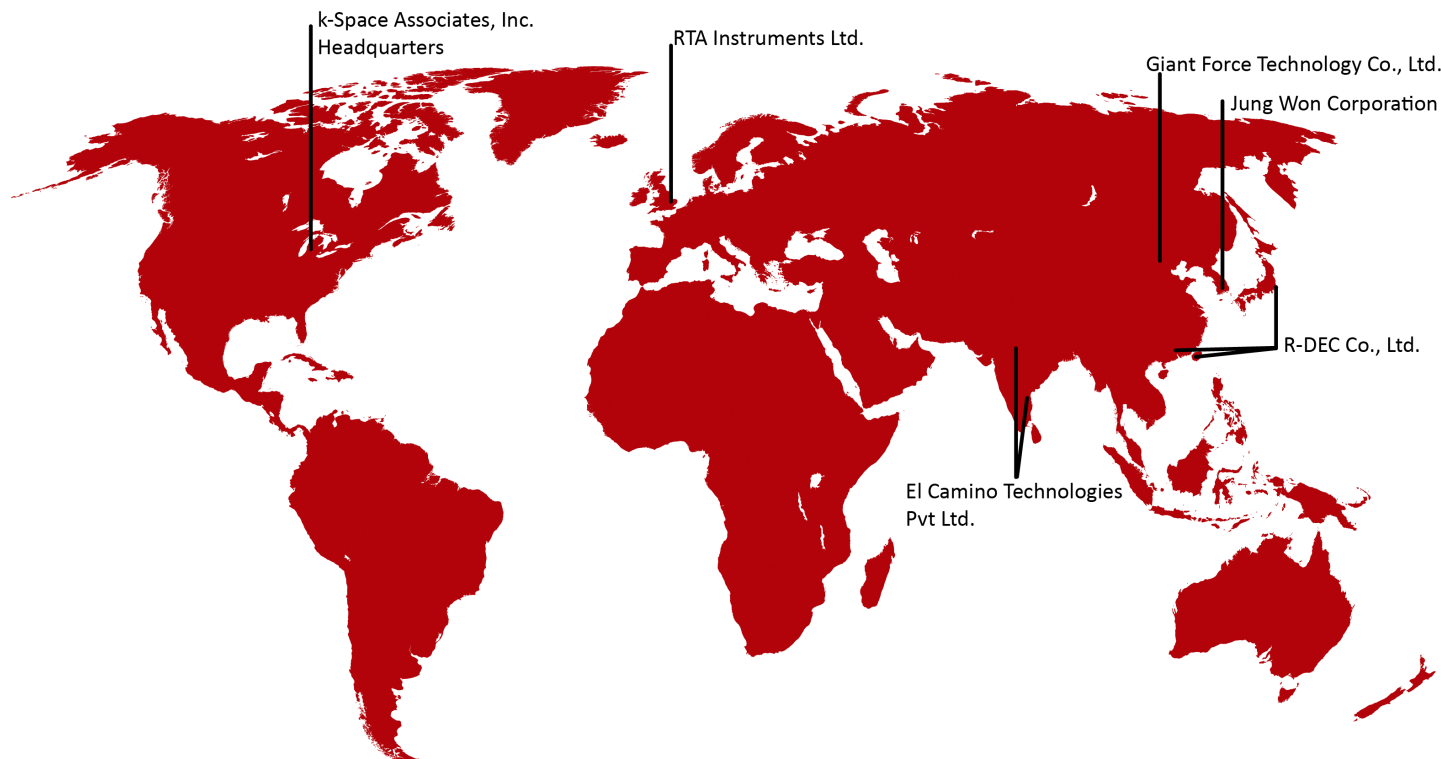 k-Space Associates, Inc.
Headquarters
RTA Instruments Ltd.
Giant Force Technology Co., Ltd.
Jung Won Corporation
R-DEC Co., Ltd.
El Camino Technologies
Pvt Ltd.